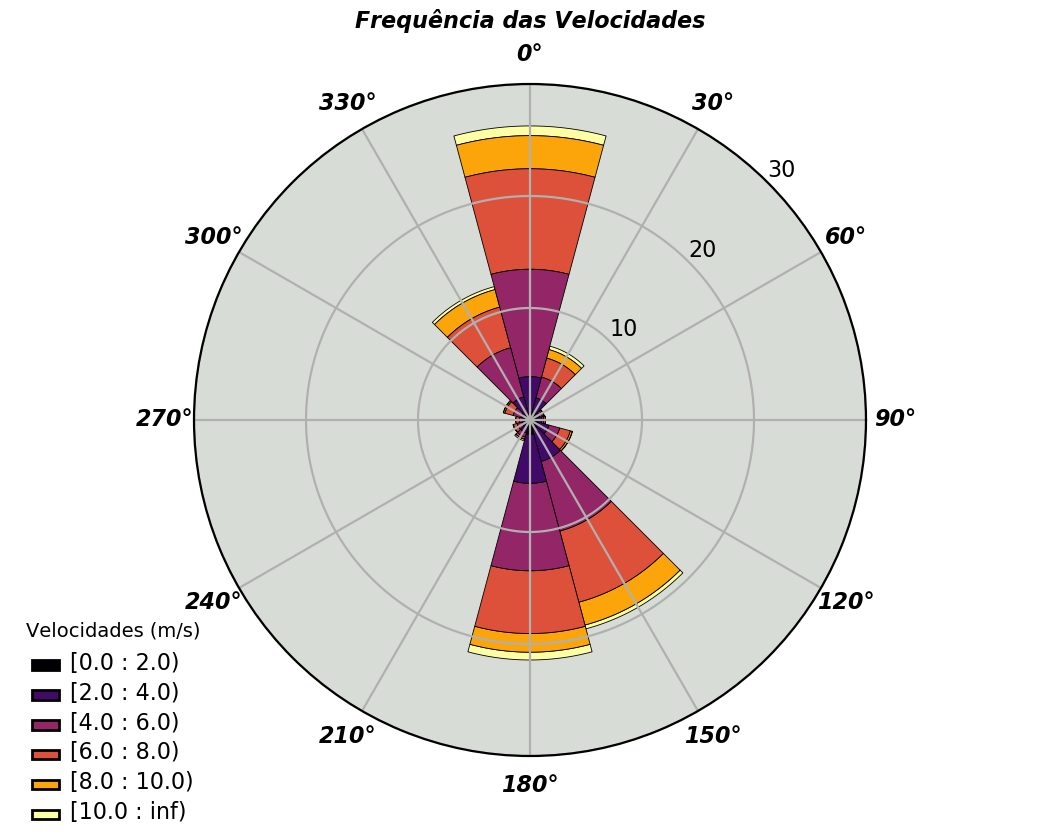 Frequência das Velocidades
0°
30°
60°
90°
120°
150°
180°
210°
240°
270°
300°
330°
10
20
30
Velocidades (m/s)
[0.0 : 2.0)
[2.0 : 4.0)
[4.0 : 6.0)
[6.0 : 8.0)
[8.0 : 10.0)
[10.0 : inf)